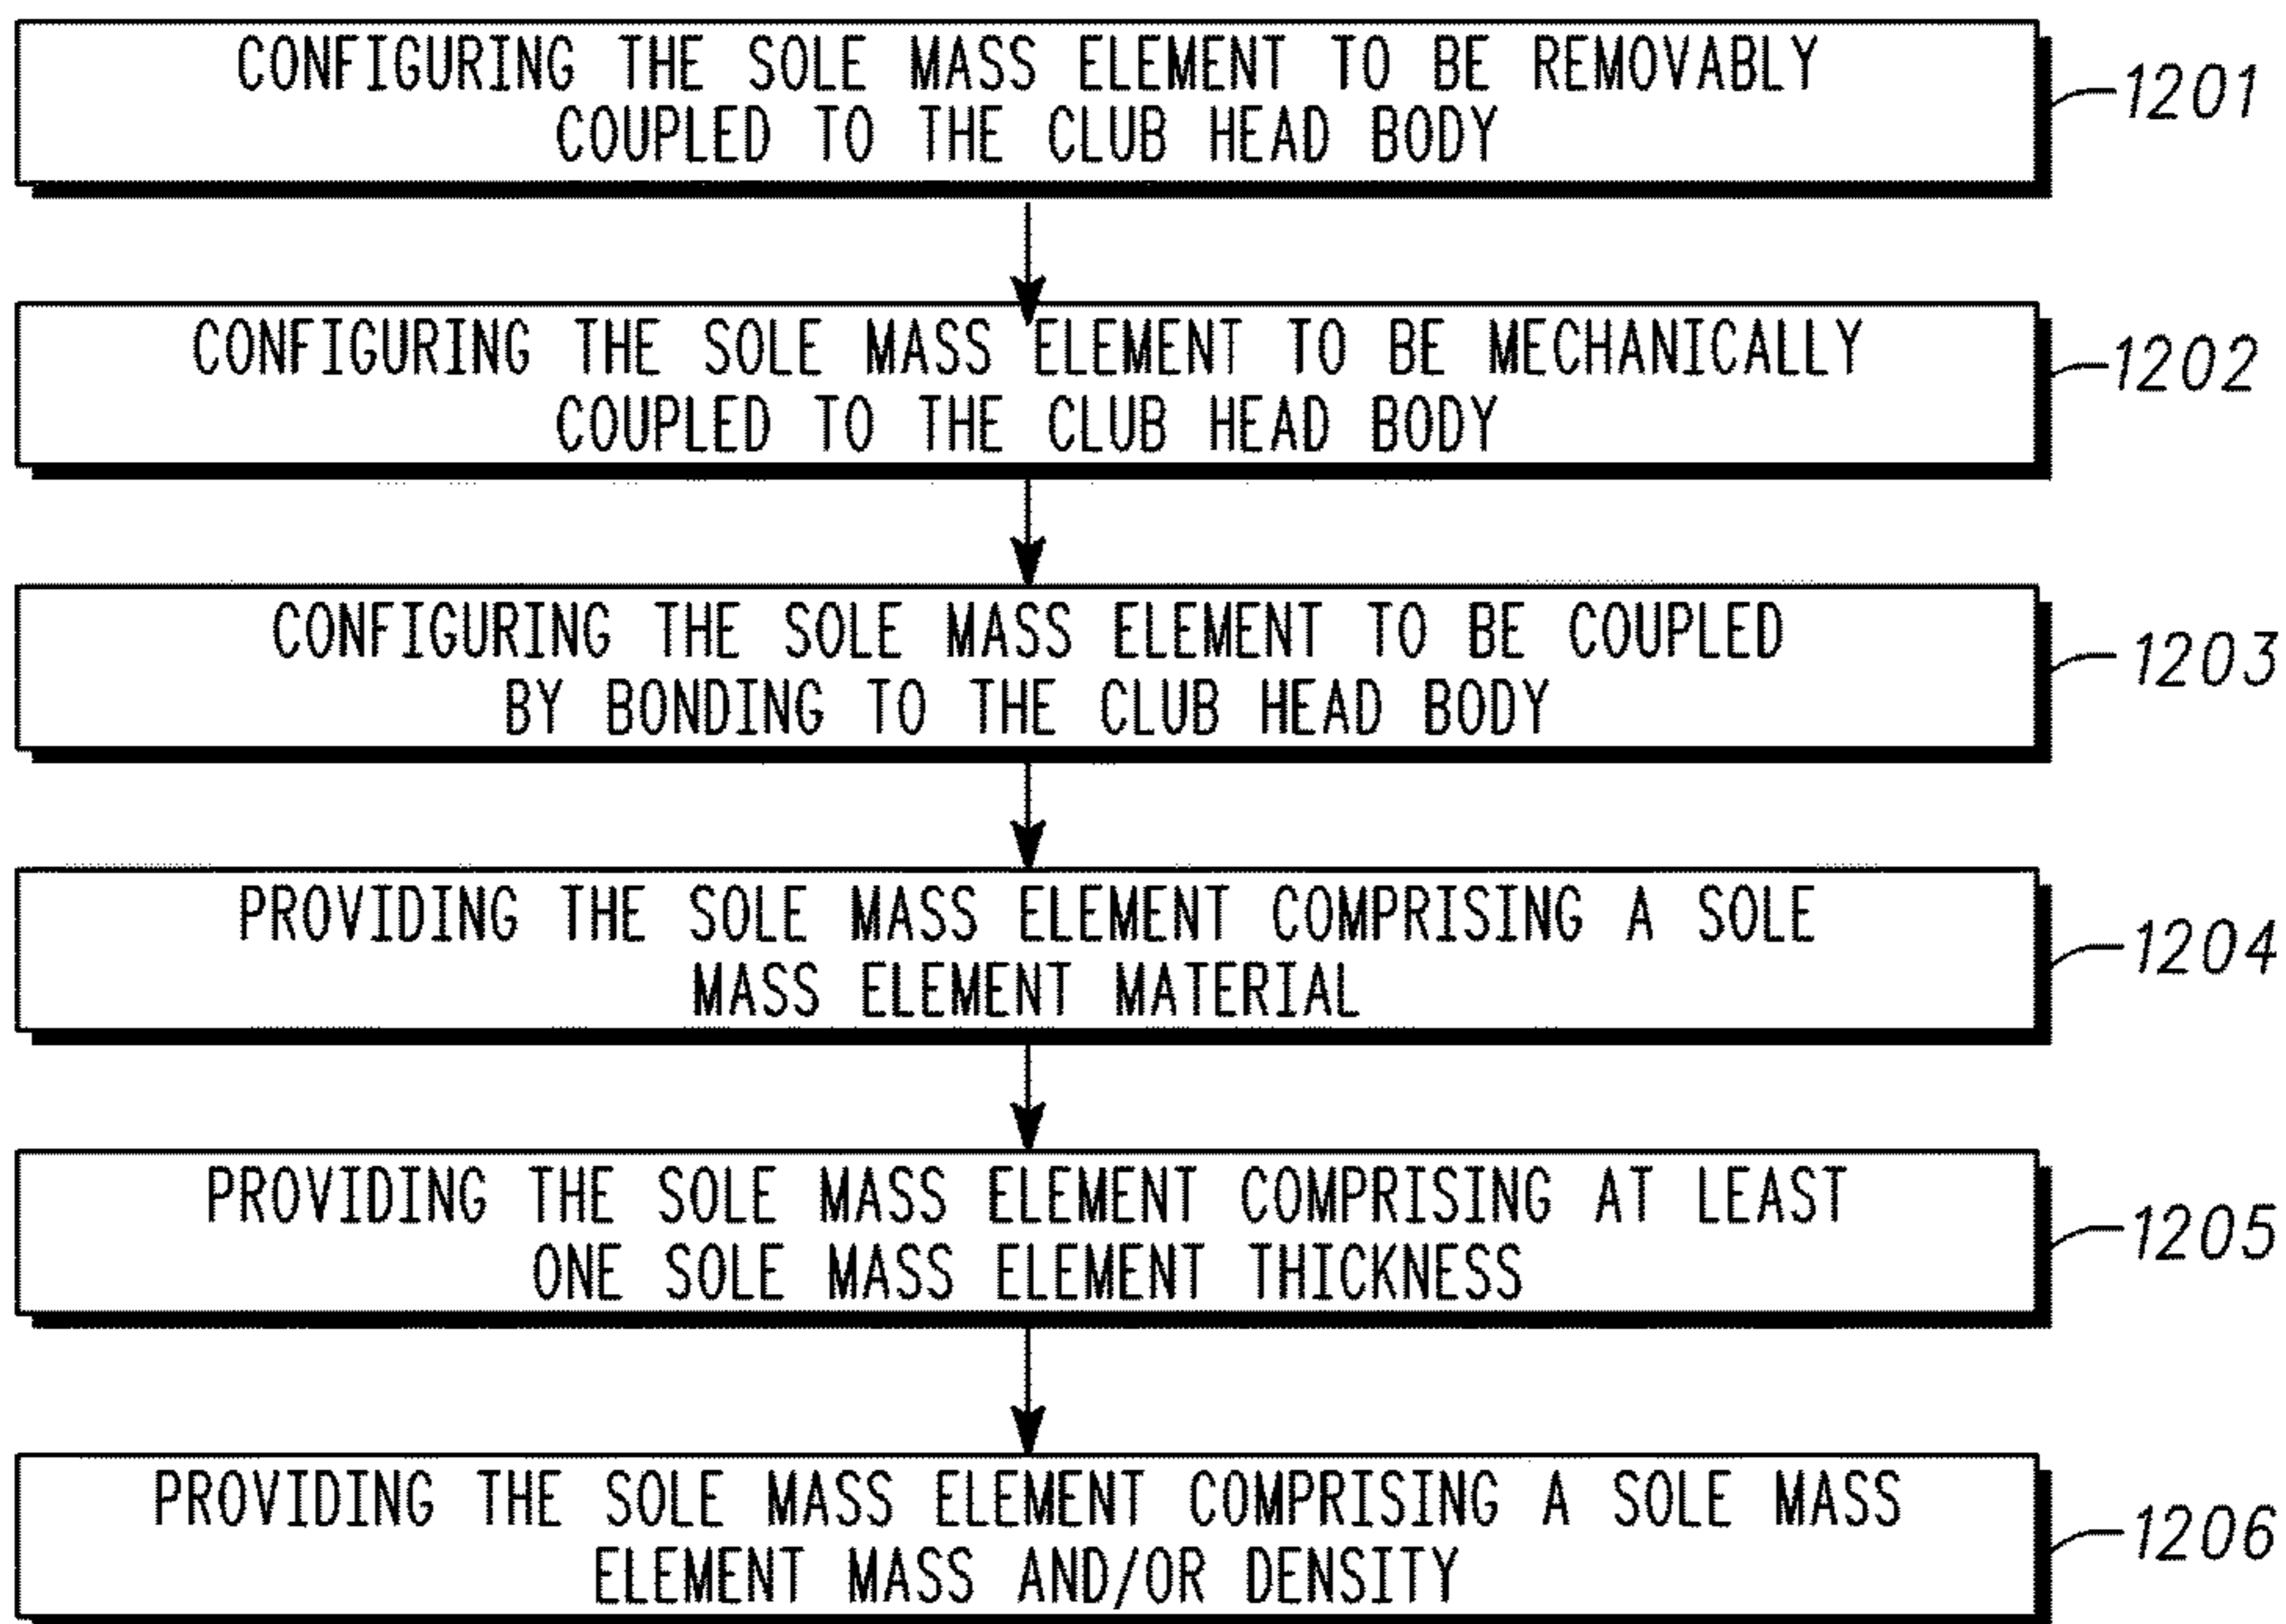 CONFIGURING THE SOLE MASS ELEMENT TO BE REMOVABLY
COUPLED TO THE CLUB HEAD BODY
1201
CONFIGURING THE SOLE MASS ELEMENT TO BE MECHANICALLY
COUPLED TO THE CLUB HEAD BODY
1202
CONFIGURING THE SOLE MASS ELEMENT TO BE COUPLED
BY BONDING TO THE CLUB HEAD BODY
1203
PROVIDING THE SOLE MASS ELEMENT COMPRISING A SOLE
MASS ELEMENT MATERIAL
1204
PROVIDING THE SOLE MASS ELEMENT COMPRISING AT LEAST
ONE SOLE MASS ELEMENT THICKNESS
1205
PROVIDING THE SOLE MASS ELEMENT COMPRISING A SOLE MASS
ELEMENT MASS AND/OR DENSITY
1206